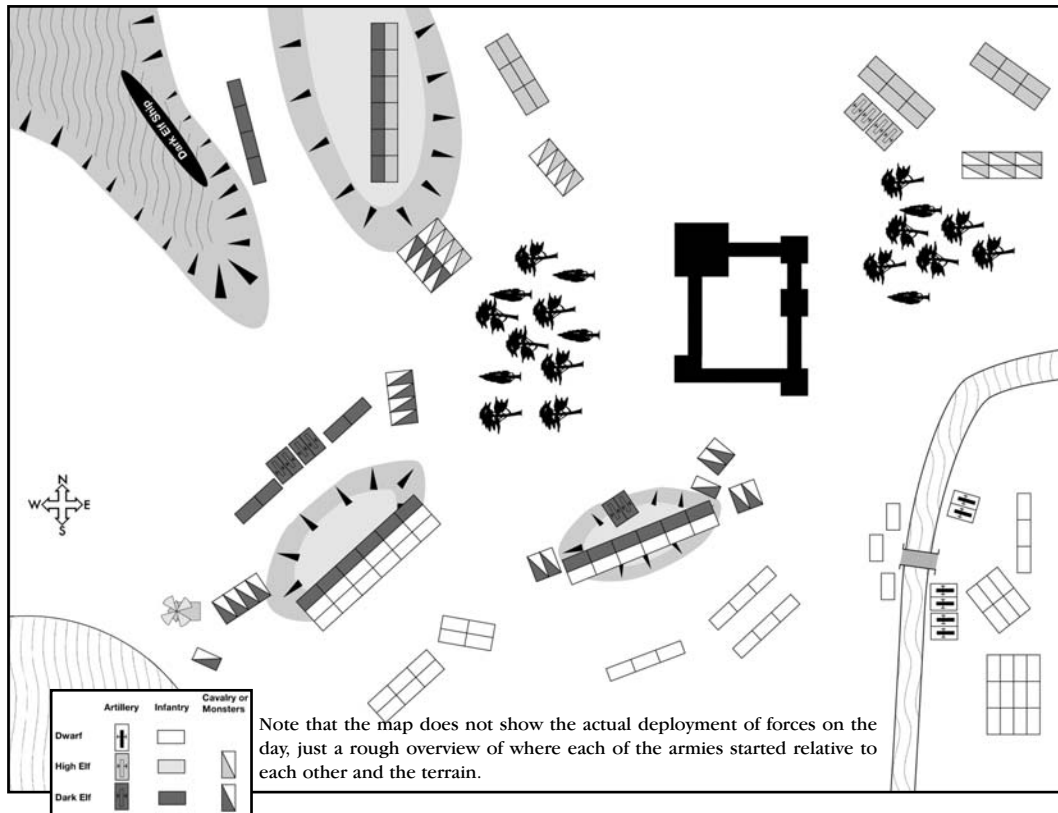 Dark Elf Ship
N
W E
S
Artillery Infantry Cavalry or Monsters
Dwarf
High Elf
Dark Elf
Note that the map does not show the actual deployment of forces on the
day, just a rough overview of where each of the armies started relative to
each other and the terrain.